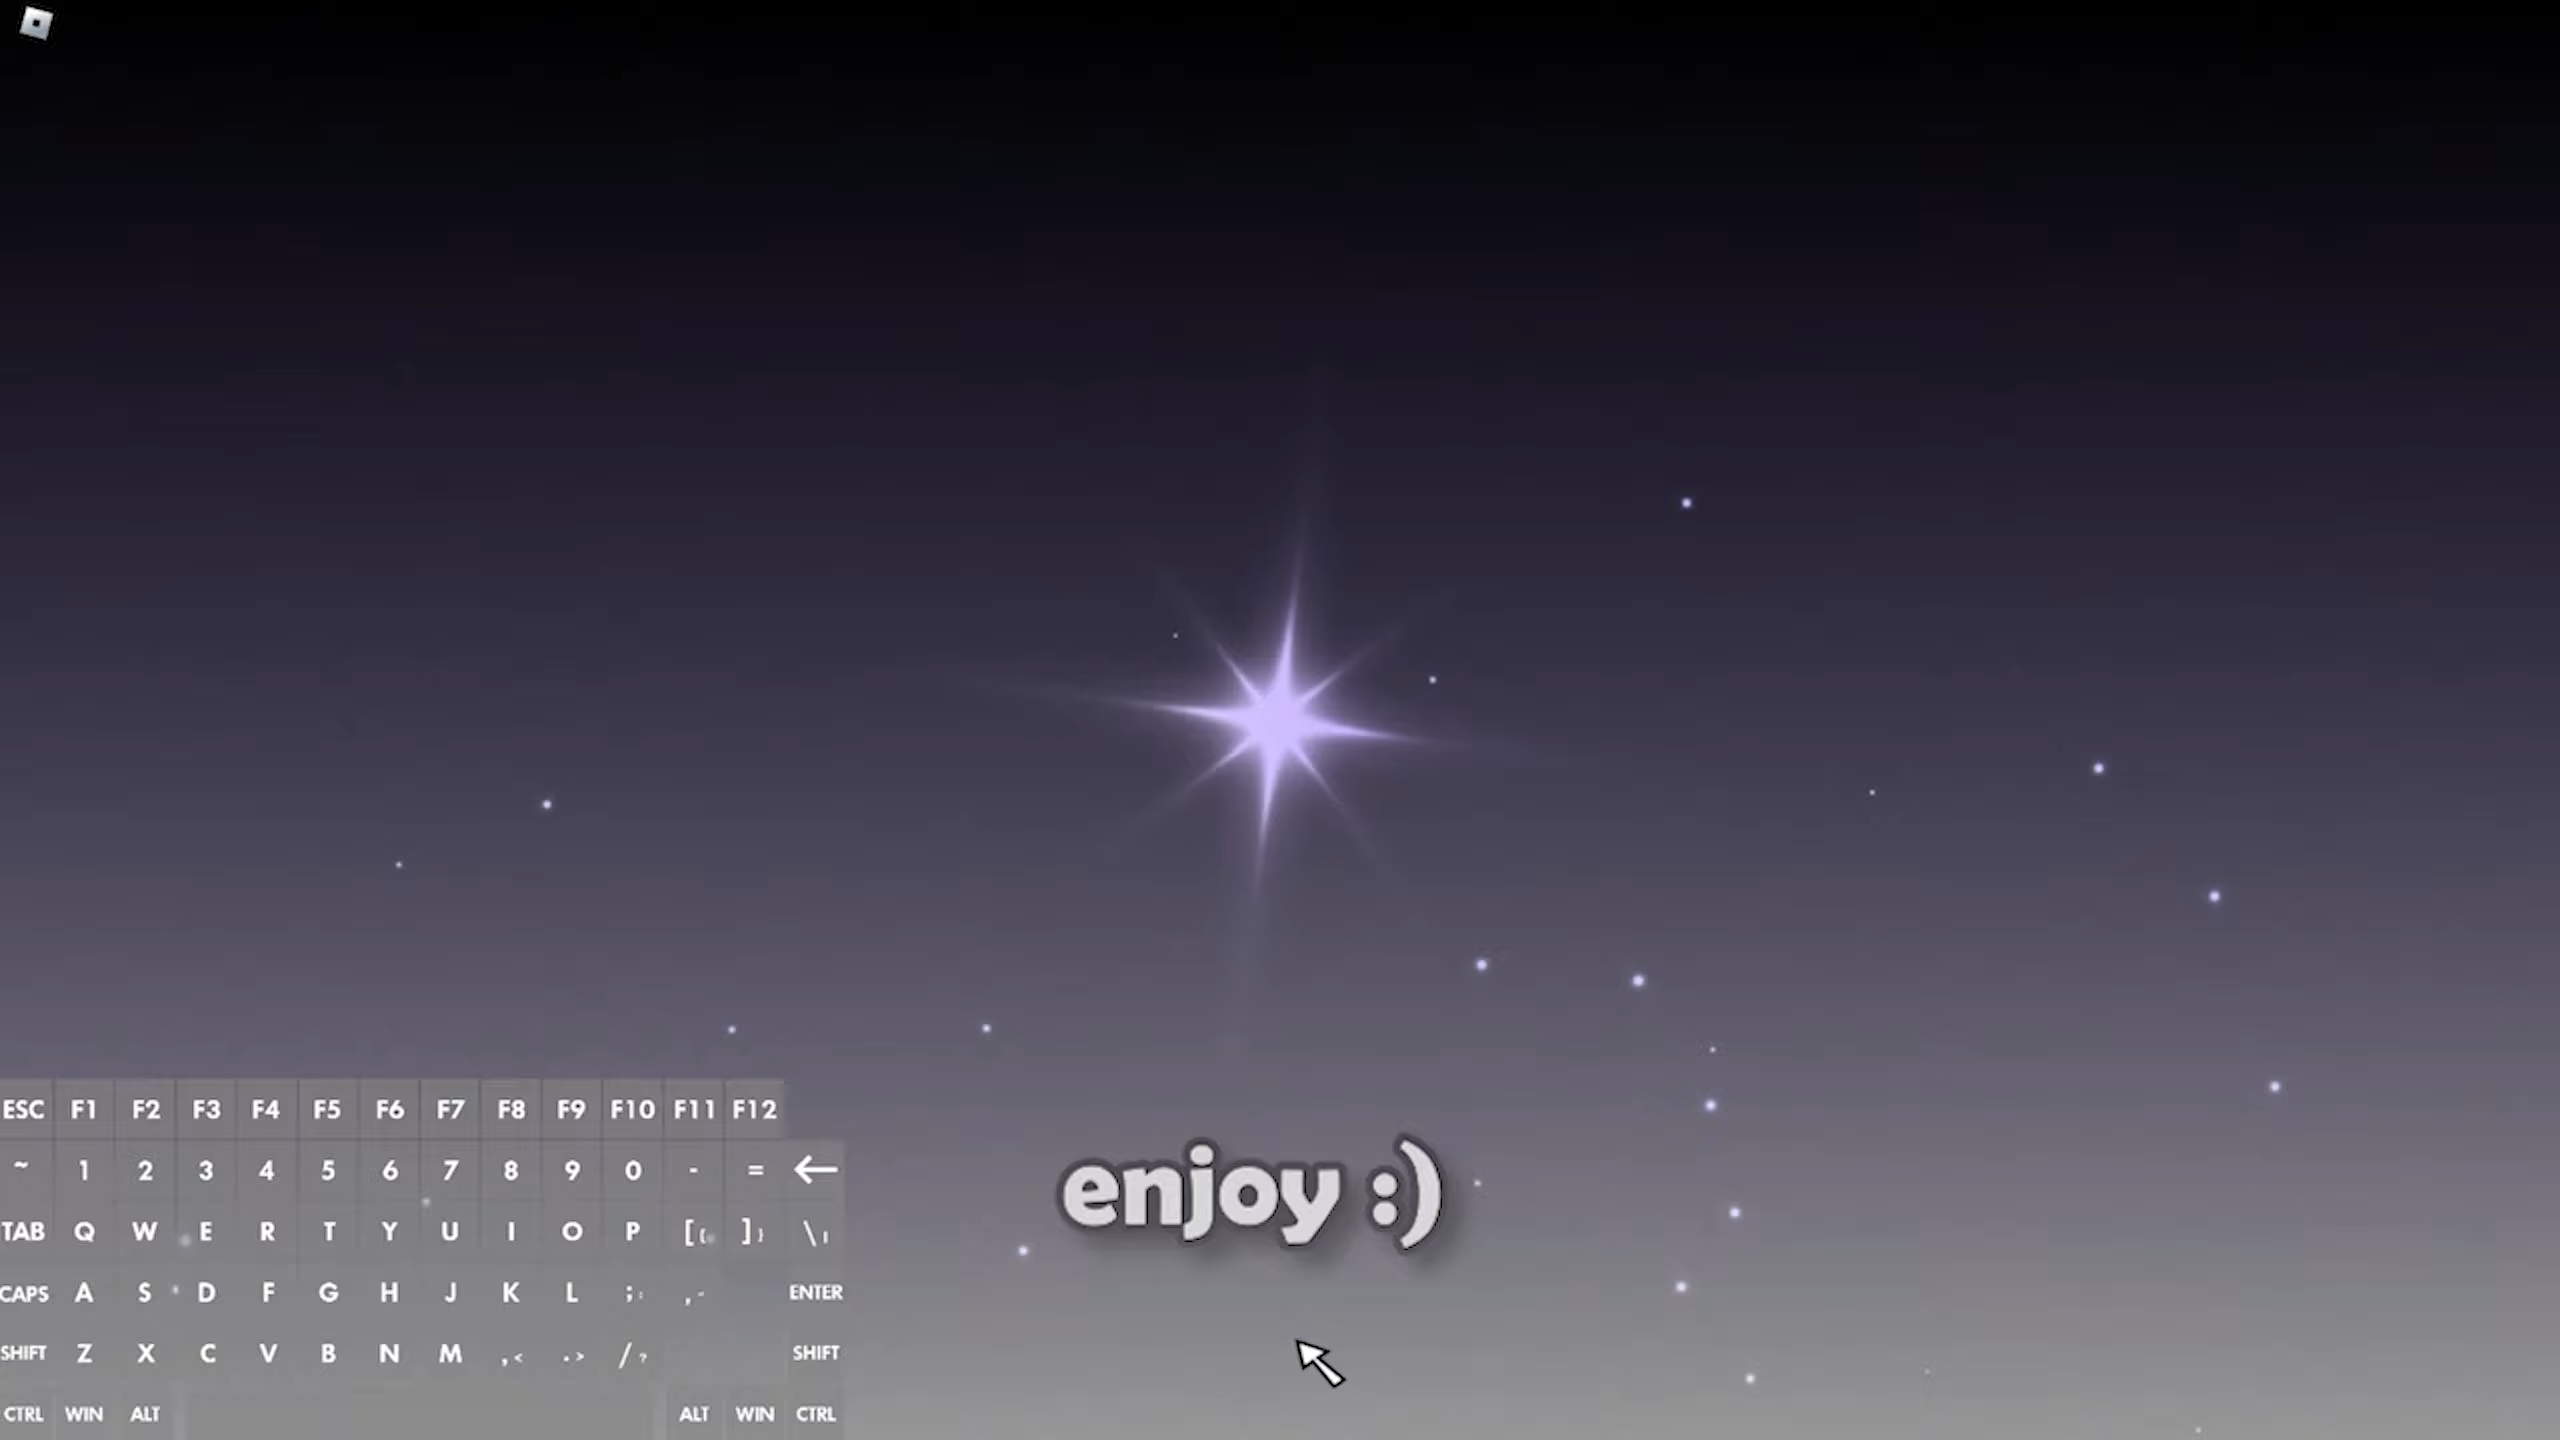 ESC F1 F2 F3 F4 F5 F6 F7 F8 F9 F10 F11 F12
~ 1 2 3 4 5 6 7 8 9 0 - = ←
TAB Q W E R T Y U I O P [{ ]} \|
CAPS A S D F G H J K L ;: ENTER
SHIFT Z X C V B N M ,< .> /? SHIFT
CTRL WIN ALT ALT WIN CTRL
enjoy :)